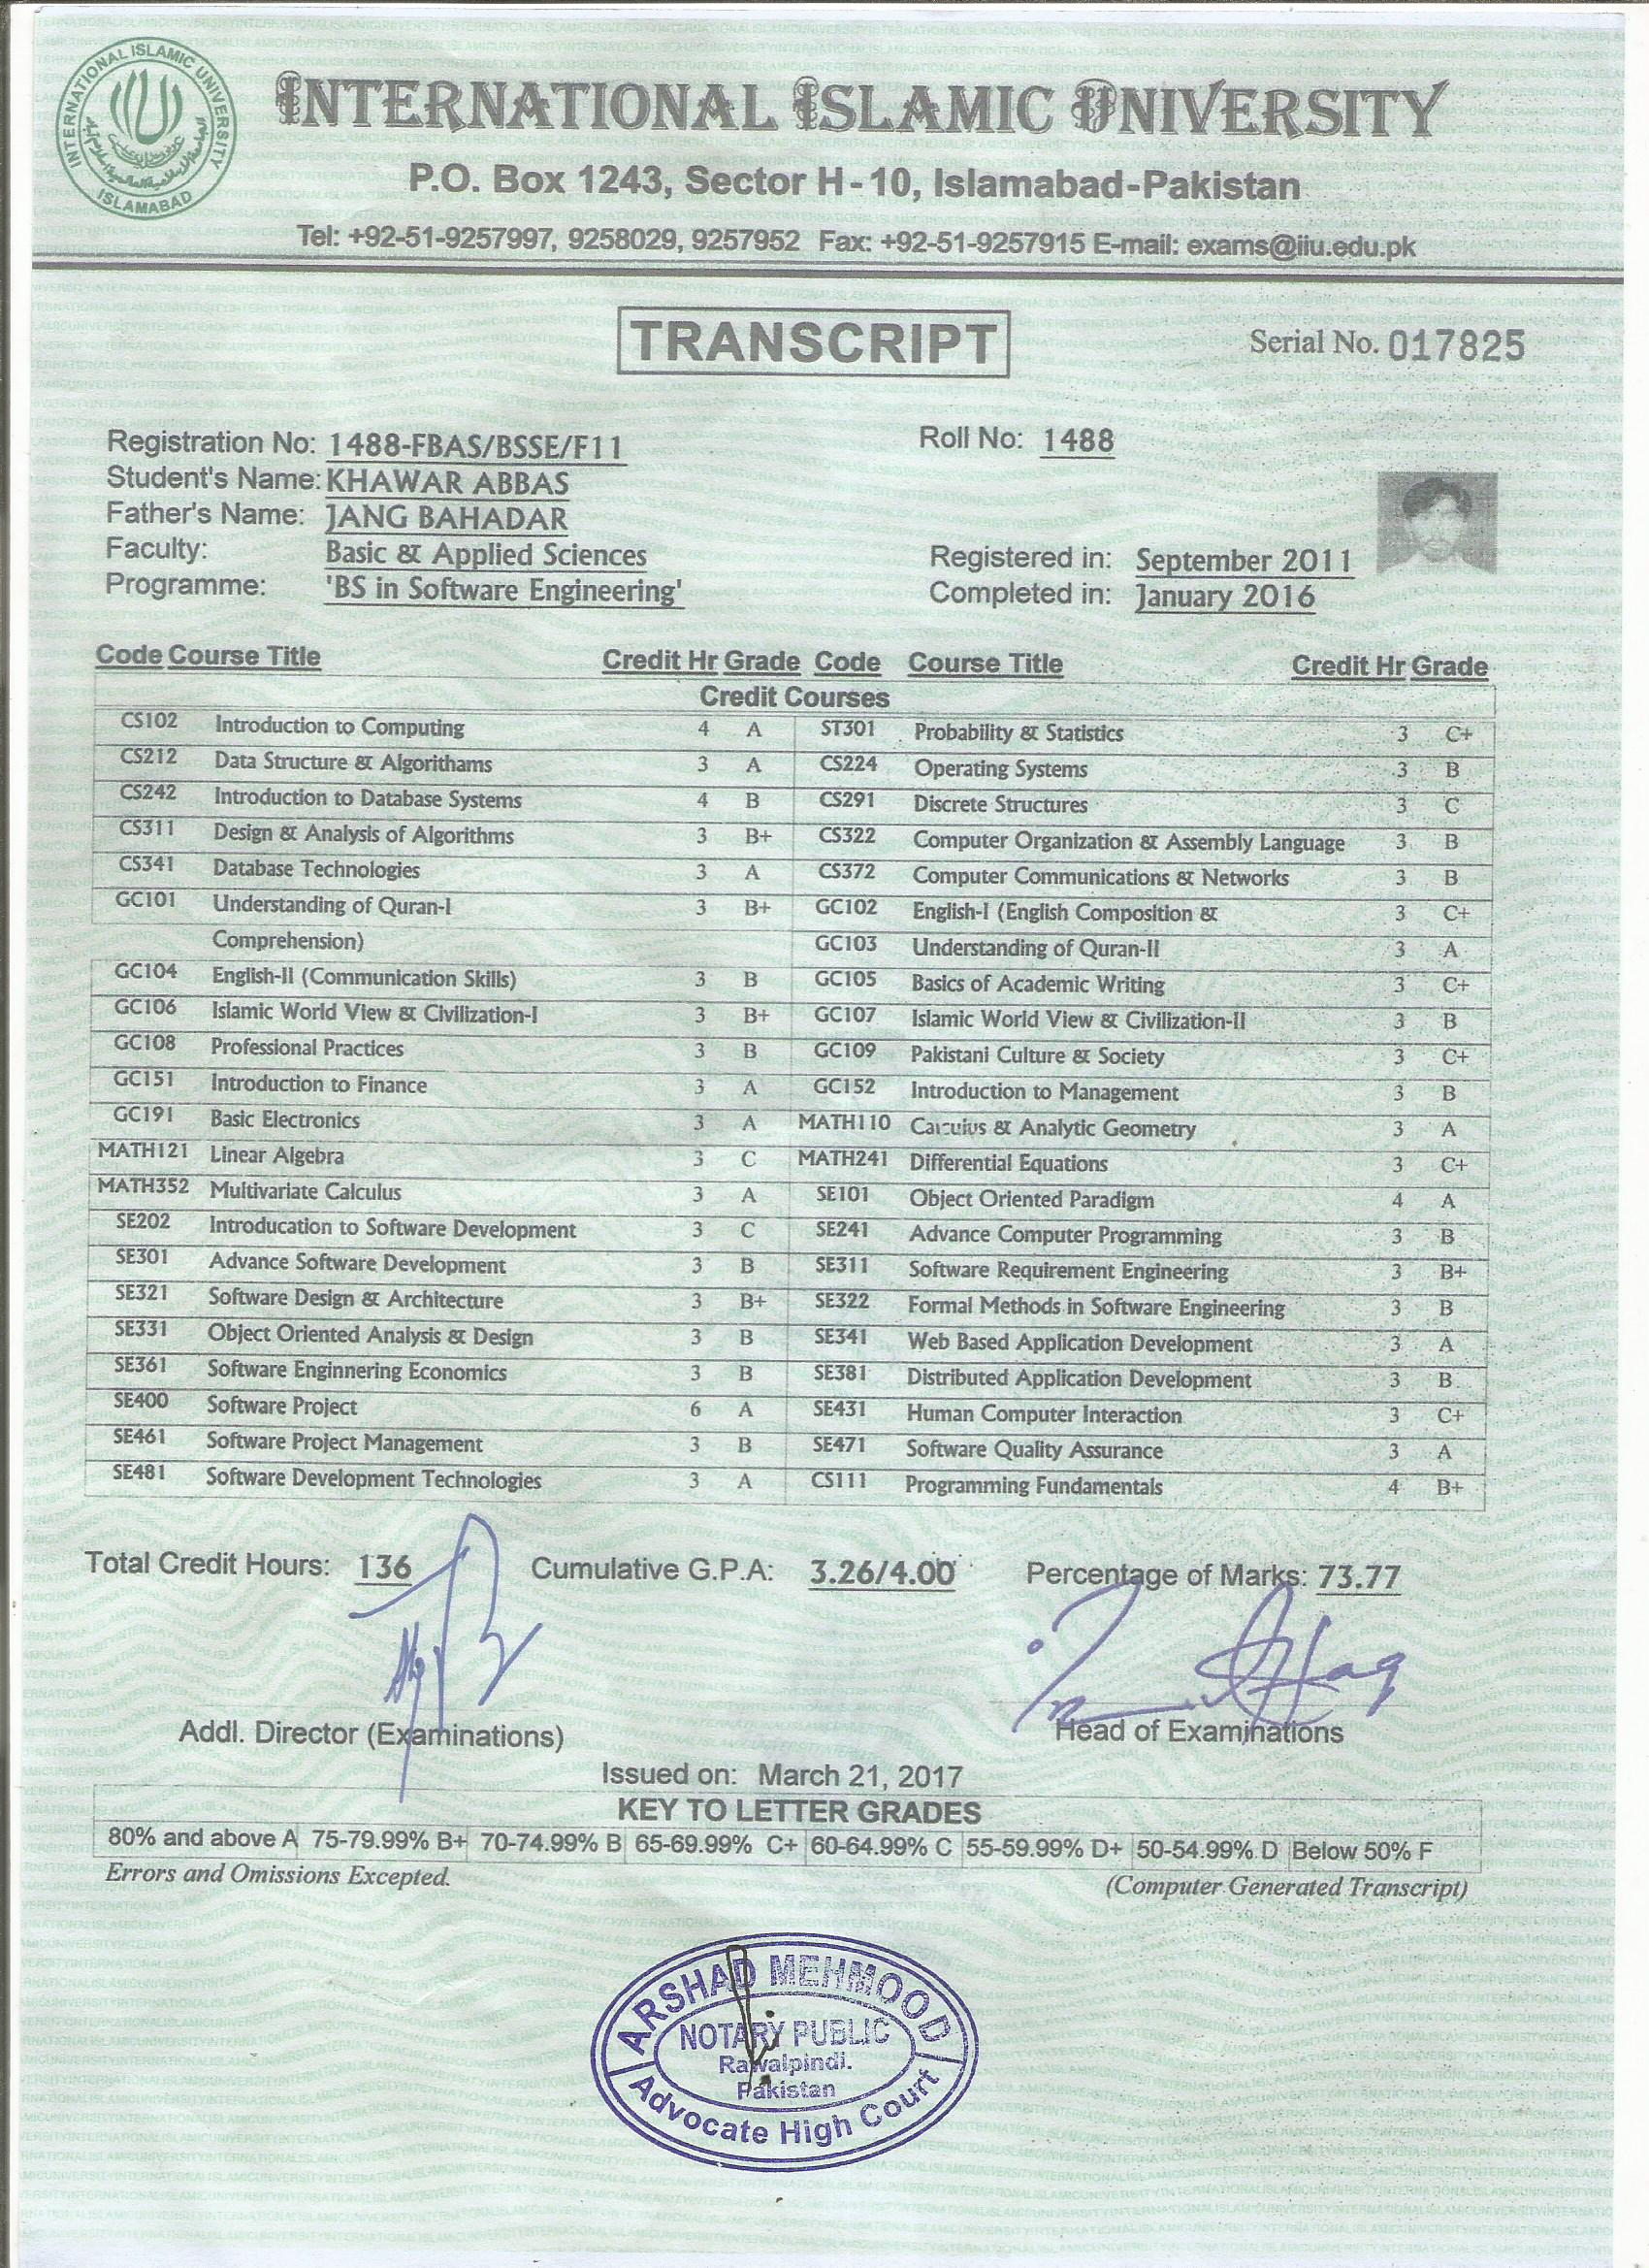 INTERNATIONAL ISLAMIC UNIVERSITY
ISLAMABAD
INTERNATIONAL ISLAMIC UNIVERSITY
P.O. Box 1243, Sector H-10, Islamabad-Pakistan
Tel: +92-51-9257997, 9258029, 9257952 Fax: +92-51-9257915 E-mail: exams@iiu.edu.pk
TRANSCRIPT
Serial No. 017825
Registration No: 1488-FBAS/BSSE/F11 Roll No: 1488
Student's Name: KHAWAR ABBAS
Father's Name: JANG BAHADAR
Faculty: Basic & Applied Sciences Registered in: September 2011
Programme: 'BS in Software Engineering' Completed in: January 2016
Code Course Title Credit Hr Grade Code Course Title Credit Hr Grade
Credit Courses
CS102 Introduction to Computing 4 A ST301 Probability & Statistics 3 C+
CS212 Data Structure & Algorithams 3 A CS224 Operating Systems 3 B
CS242 Introduction to Database Systems 4 B CS291 Discrete Structures 3 C
CS311 Design & Analysis of Algorithms 3 B+ CS322 Computer Organization & Assembly Language 3 B
CS341 Database Technologies 3 A CS372 Computer Communications & Networks 3 B
GC101 Understanding of Quran-I 3 B+ GC102 English-I (English Composition & 3 C+
Comprehension) GC103 Understanding of Quran-II 3 A
GC104 English-II (Communication Skills) 3 B GC105 Basics of Academic Writing 3 C+
GC106 Islamic World View & Civilization-I 3 B+ GC107 Islamic World View & Civilization-II 3 B
GC108 Professional Practices 3 B GC109 Pakistani Culture & Society 3 C+
GC151 Introduction to Finance 3 A GC152 Introduction to Management 3 B
GC191 Basic Electronics 3 A MATH110 Calculus & Analytic Geometry 3 A
MATH121 Linear Algebra 3 C MATH241 Differential Equations 3 C+
MATH352 Multivariate Calculus 3 A SE101 Object Oriented Paradigm 4 A
SE202 Introducation to Software Development 3 C SE241 Advance Computer Programming 3 B
SE301 Advance Software Development 3 B SE311 Software Requirement Engineering 3 B+
SE321 Software Design & Architecture 3 B+ SE322 Formal Methods in Software Engineering 3 B
SE331 Object Oriented Analysis & Design 3 B SE341 Web Based Application Development 3 A
SE361 Software Enginnering Economics 3 B SE381 Distributed Application Development 3 B
SE400 Software Project 6 A SE431 Human Computer Interaction 3 C+
SE461 Software Project Management 3 B SE471 Software Quality Assurance 3 A
SE481 Software Development Technologies 3 A CS111 Programming Fundamentals 4 B+
Total Credit Hours: 136 Cumulative G.P.A: 3.26/4.00 Percentage of Marks: 73.77
Addl. Director (Examinations) Head of Examinations
Issued on: March 21, 2017
KEY TO LETTER GRADES
80% and above A 75-79.99% B+ 70-74.99% B 65-69.99% C+ 60-64.99% C 55-59.99% D+ 50-54.99% D Below 50% F
Errors and Omissions Excepted. (Computer Generated Transcript)
ARSHAD MEHMOOD
NOTARY PUBLIC
Rawalpindi.
Pakistan
Advocate High Court